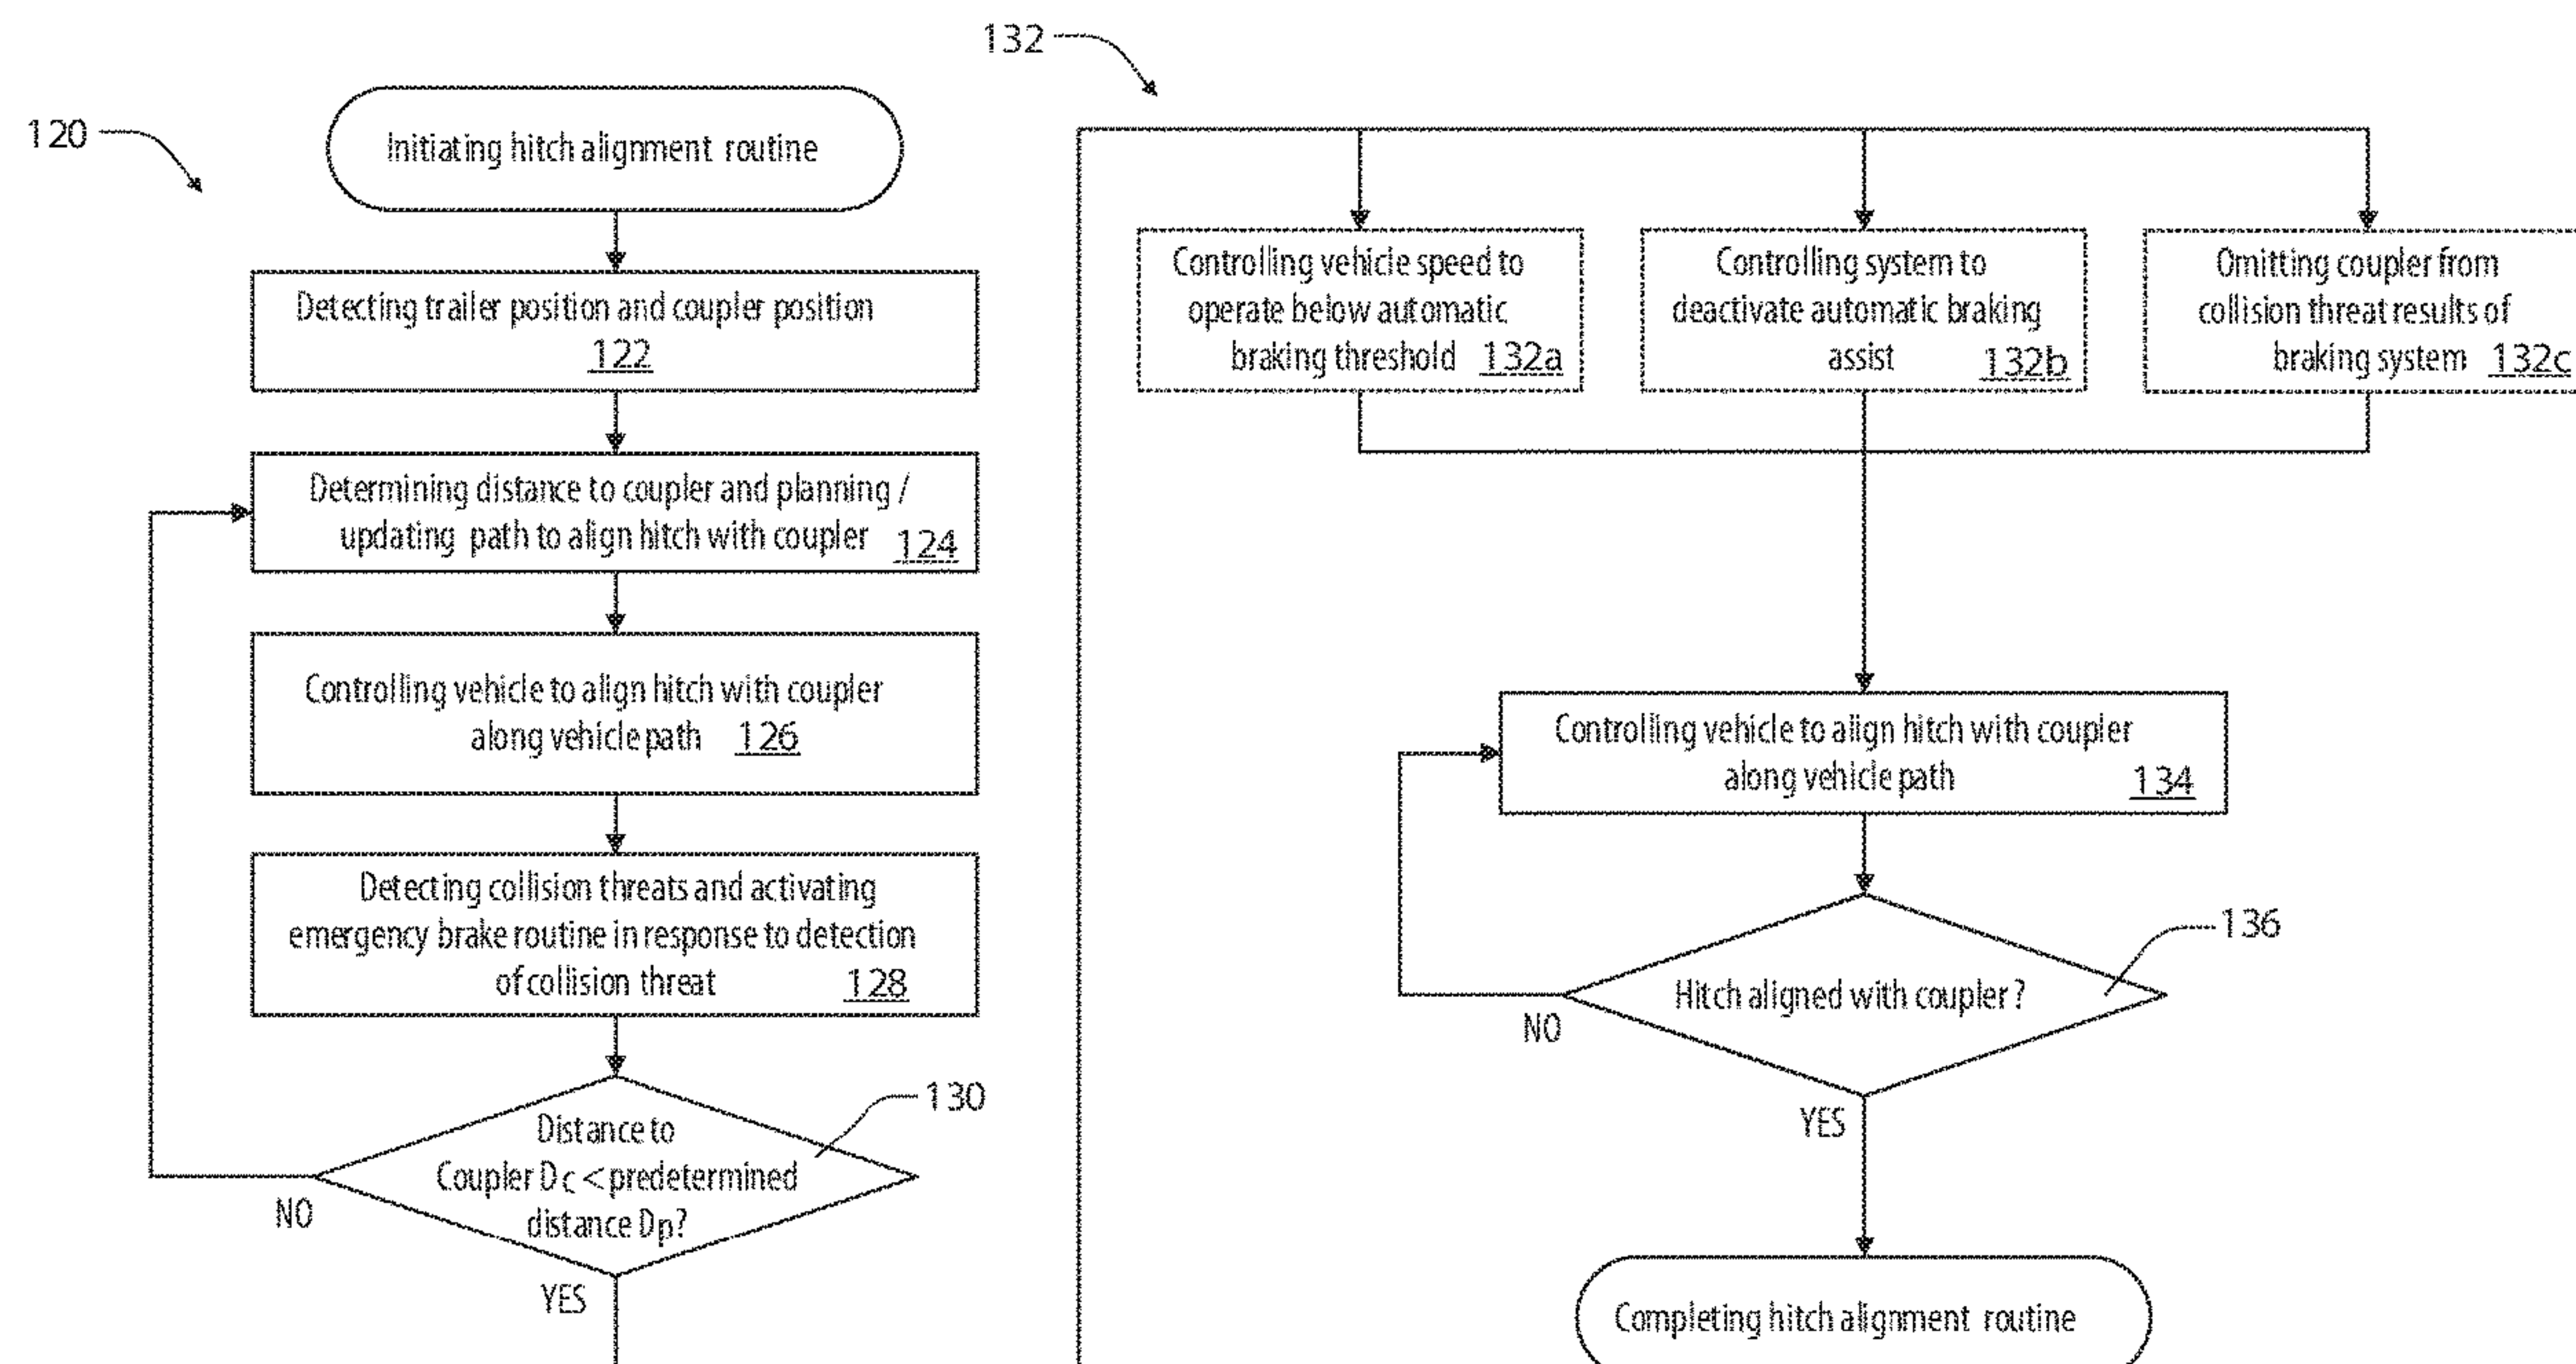 120
Initiating hitch alignment routine
Detecting trailer position and coupler position
122
Determining distance to coupler and planning /
updating path to align hitch with coupler 124
Controlling vehicle to align hitch with coupler
along vehicle path 126
Detecting collision threats and activating
emergency brake routine in response to detection
of collision threat 128
130
Distance to
Coupler Dc < predetermined
distance Dp?
NO
YES
132
Controlling vehicle speed to
operate below automatic
braking threshold 132a
Controlling system to
deactivate automatic braking
assist 132b
Omitting coupler from
collision threat results of
braking system 132c
Controlling vehicle to align hitch with coupler
along vehicle path 134
136
Hitch aligned with coupler?
NO
YES
Completing hitch alignment routine